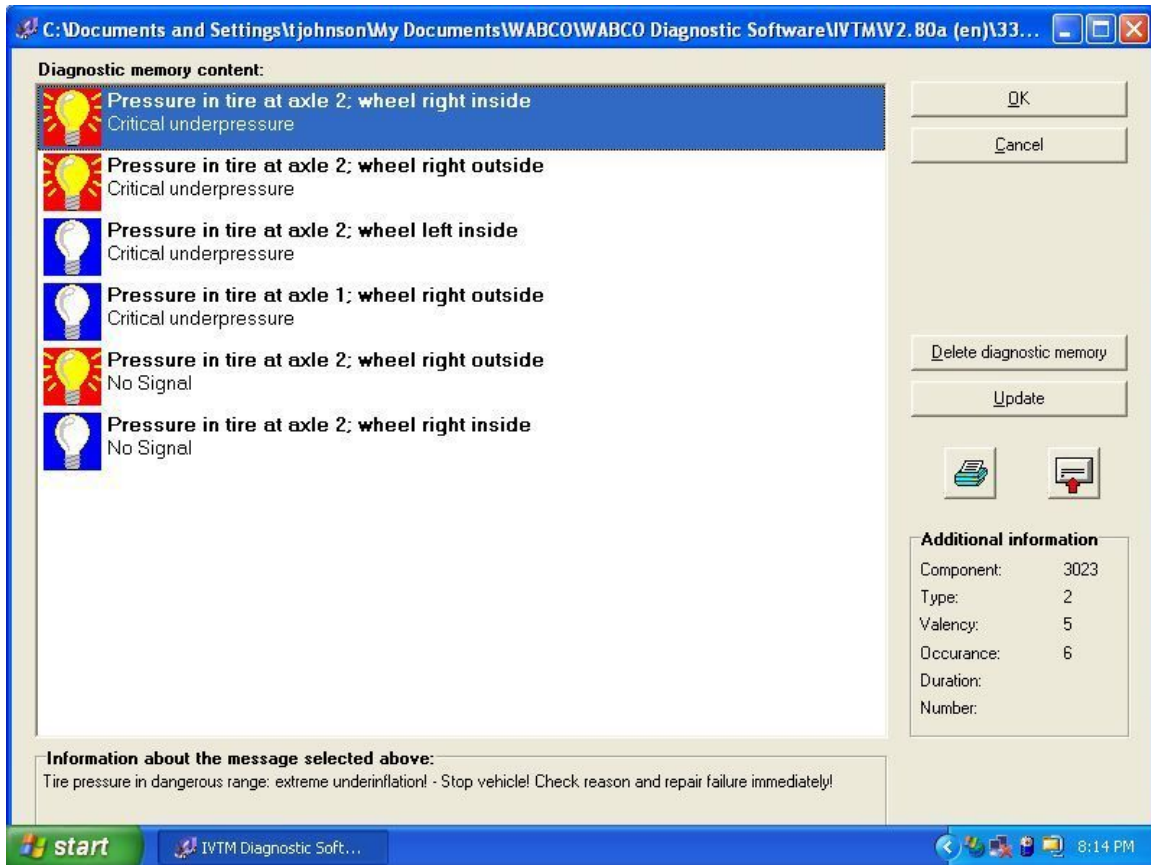 C:\Documents and Settings\tjohnson\My Documents\WABCO\WABCO Diagnostic Software\IVTM\V2.80a (en)\33...
Diagnostic memory content:
Pressure in tire at axle 2; wheel right inside
Critical underpressure
Pressure in tire at axle 2; wheel right outside
Critical underpressure
Pressure in tire at axle 2; wheel left inside
Critical underpressure
Pressure in tire at axle 1; wheel right outside
Critical underpressure
Pressure in tire at axle 2; wheel right outside
No Signal
Pressure in tire at axle 2; wheel right inside
No Signal
OK
Cancel
Delete diagnostic memory
Update
Additional information
Component: 3023
Type: 2
Valency: 5
Occurance: 6
Duration:
Number:
Information about the message selected above:
Tire pressure in dangerous range: extreme underinflation! - Stop vehicle! Check reason and repair failure immediately!
start
IVTM Diagnostic Soft...
8:14 PM